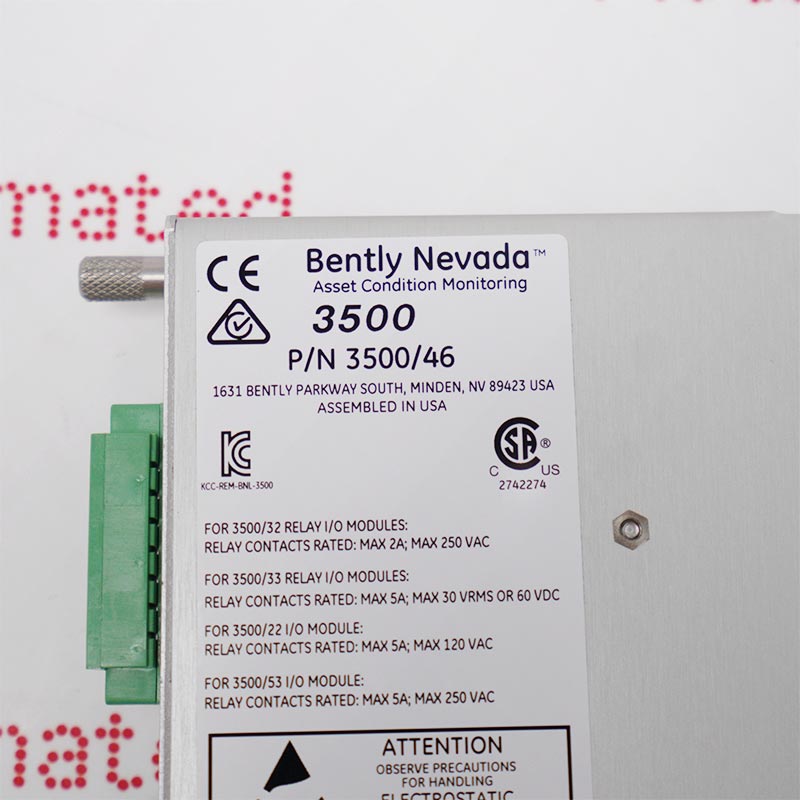 mated
CE
Bently Nevada™
Asset Condition Monitoring
3500
P/N 3500/46
1631 BENTLY PARKWAY SOUTH, MINDEN, NV 89423 USA
ASSEMBLED IN USA
KCC-REM-BNL-3500
CSA®
C US
2742274
FOR 3500/32 RELAY I/O MODULES:
RELAY CONTACTS RATED: MAX 2A; MAX 250 VAC
FOR 3500/33 RELAY I/O MODULES:
RELAY CONTACTS RATED: MAX 5A; MAX 30 VRMS OR 60 VDC
FOR 3500/22 I/O MODULE:
RELAY CONTACTS RATED: MAX 5A; MAX 120 VAC
FOR 3500/53 I/O MODULE:
RELAY CONTACTS RATED: MAX 5A; MAX 250 VAC
ATTENTION
OBSERVE PRECAUTIONS
FOR HANDLING
ELECTROSTATIC
mated